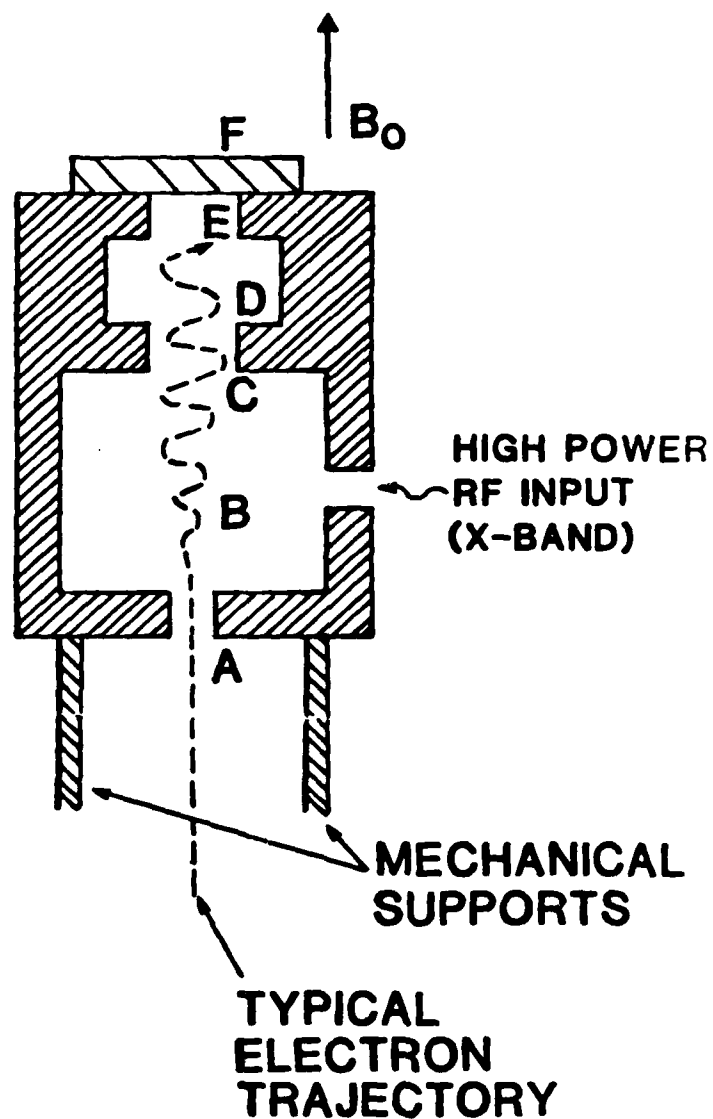 B₀
F
E
D
C
HIGH POWER
RF INPUT
(X-BAND)
B
A
MECHANICAL
SUPPORTS
TYPICAL
ELECTRON
TRAJECTORY